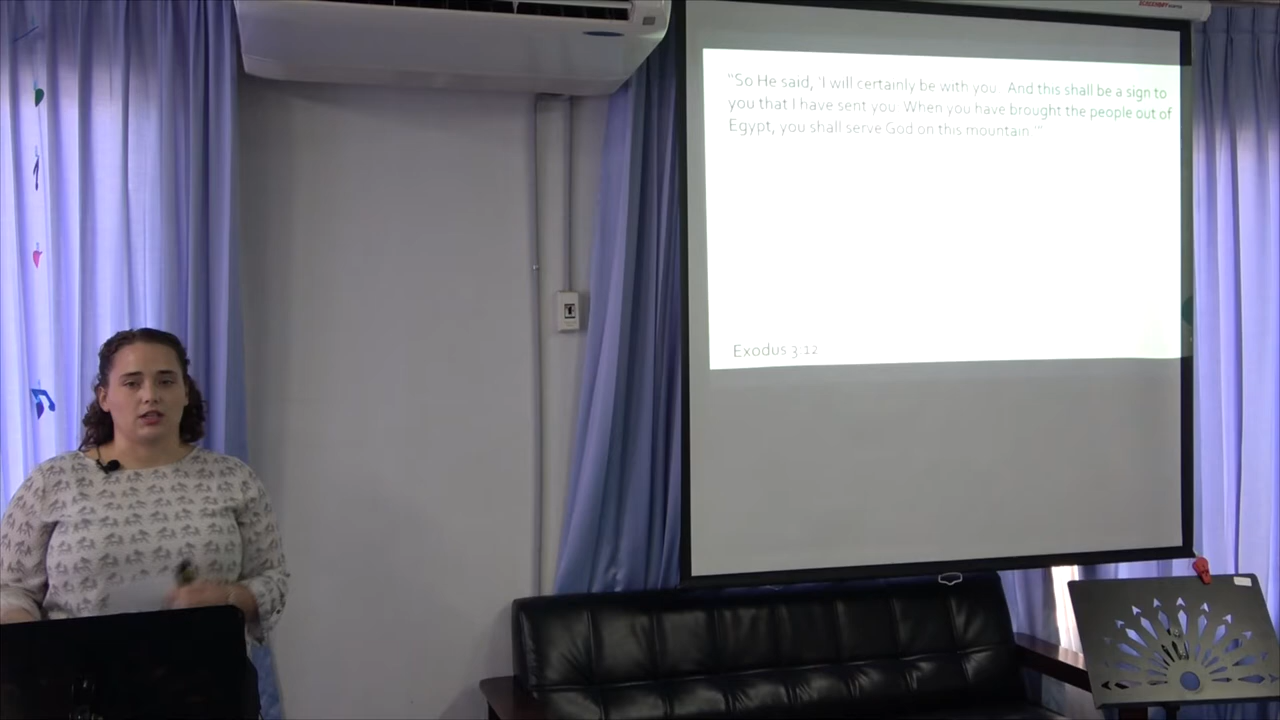 "So He said, 'I will certainly be with you. And this shall be a sign to
you that I have sent you. When you have brought the people out of
Egypt, you shall serve God on this mountain.'"
Exodus 3:12